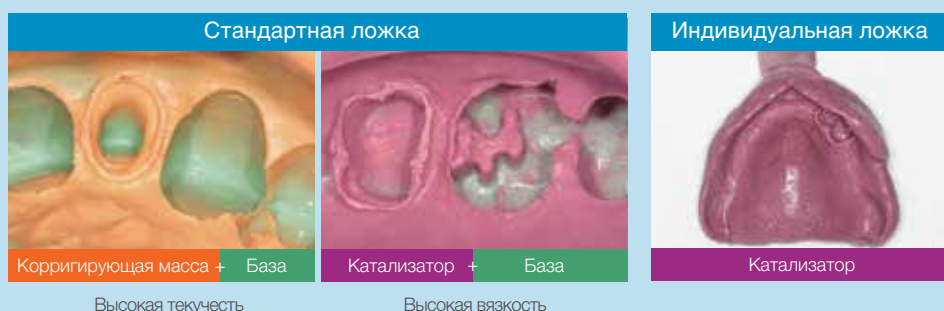 Стандартная ложка
Индивидуальная ложка
Корригирующая масса + База
Катализатор + База
Катализатор
Высокая текучесть
Высокая вязкость